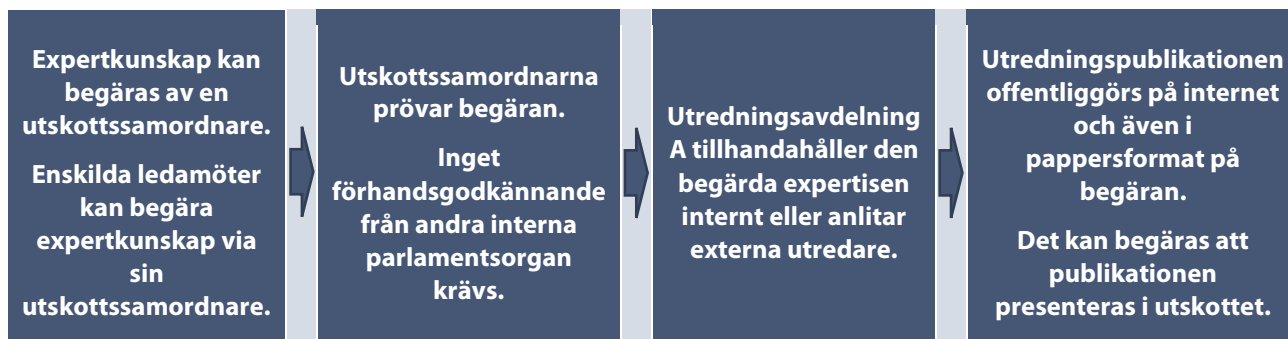 Expertkunskap kan
begäras av en
utskottssamordnare.
Enskilda ledamöter
kan begära
expertkunskap via
sin
utskottssamordnare.
Utskottssamordnarna
prövar begäran.
Inget
förhandsgodkännande
från andra interna
parlamentsorgan
krävs.
Utredningsavdelning
A tillhandahåller den
begärda expertisen
internt eller anlitar
externa utredare.
Utredningspublikationen
offentliggörs på internet
och även i
pappersformat på
begäran.
Det kan begäras att
publikationen
presenteras i utskottet.